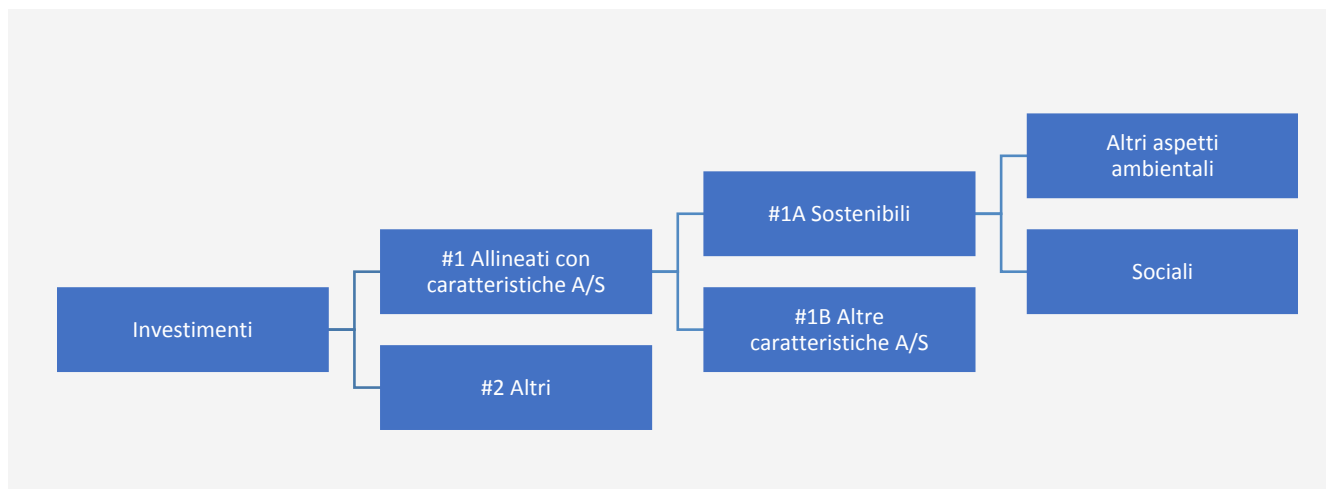 Investimenti
#1 Allineati con
caratteristiche A/S
#2 Altri
#1A Sostenibili
#1B Altre
caratteristiche A/S
Altri aspetti
ambientali
Sociali